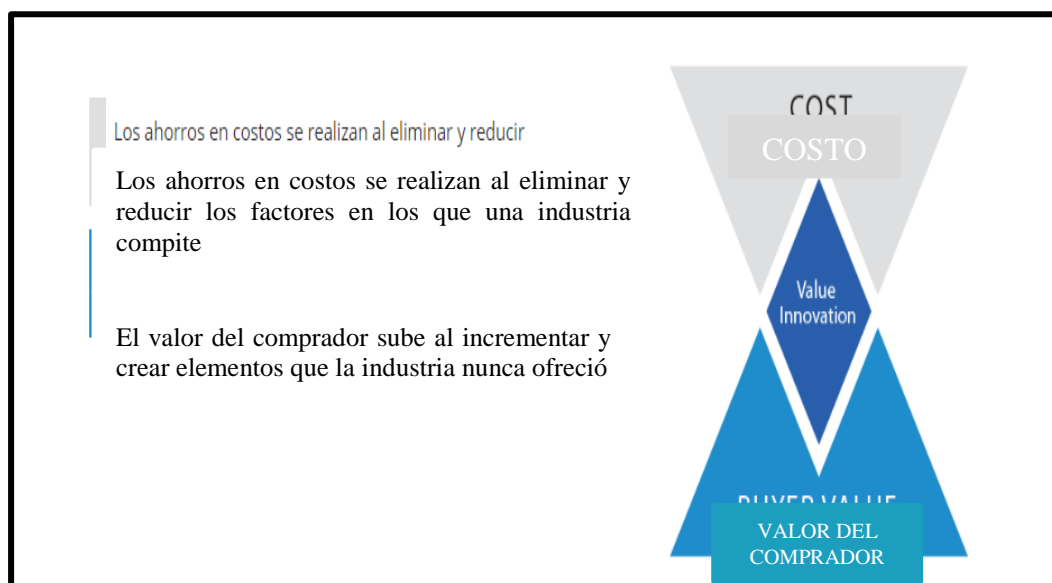 Los ahorros en costos se realizan al eliminar y reducir
Los ahorros en costos se realizan al eliminar y
reducir los factores en los que una industria
compite
El valor del comprador sube al incrementar y
crear elementos que la industria nunca ofreció
COST
COSTO
Value
Innovation
BUYER VALUE
VALOR DEL
COMPRADOR